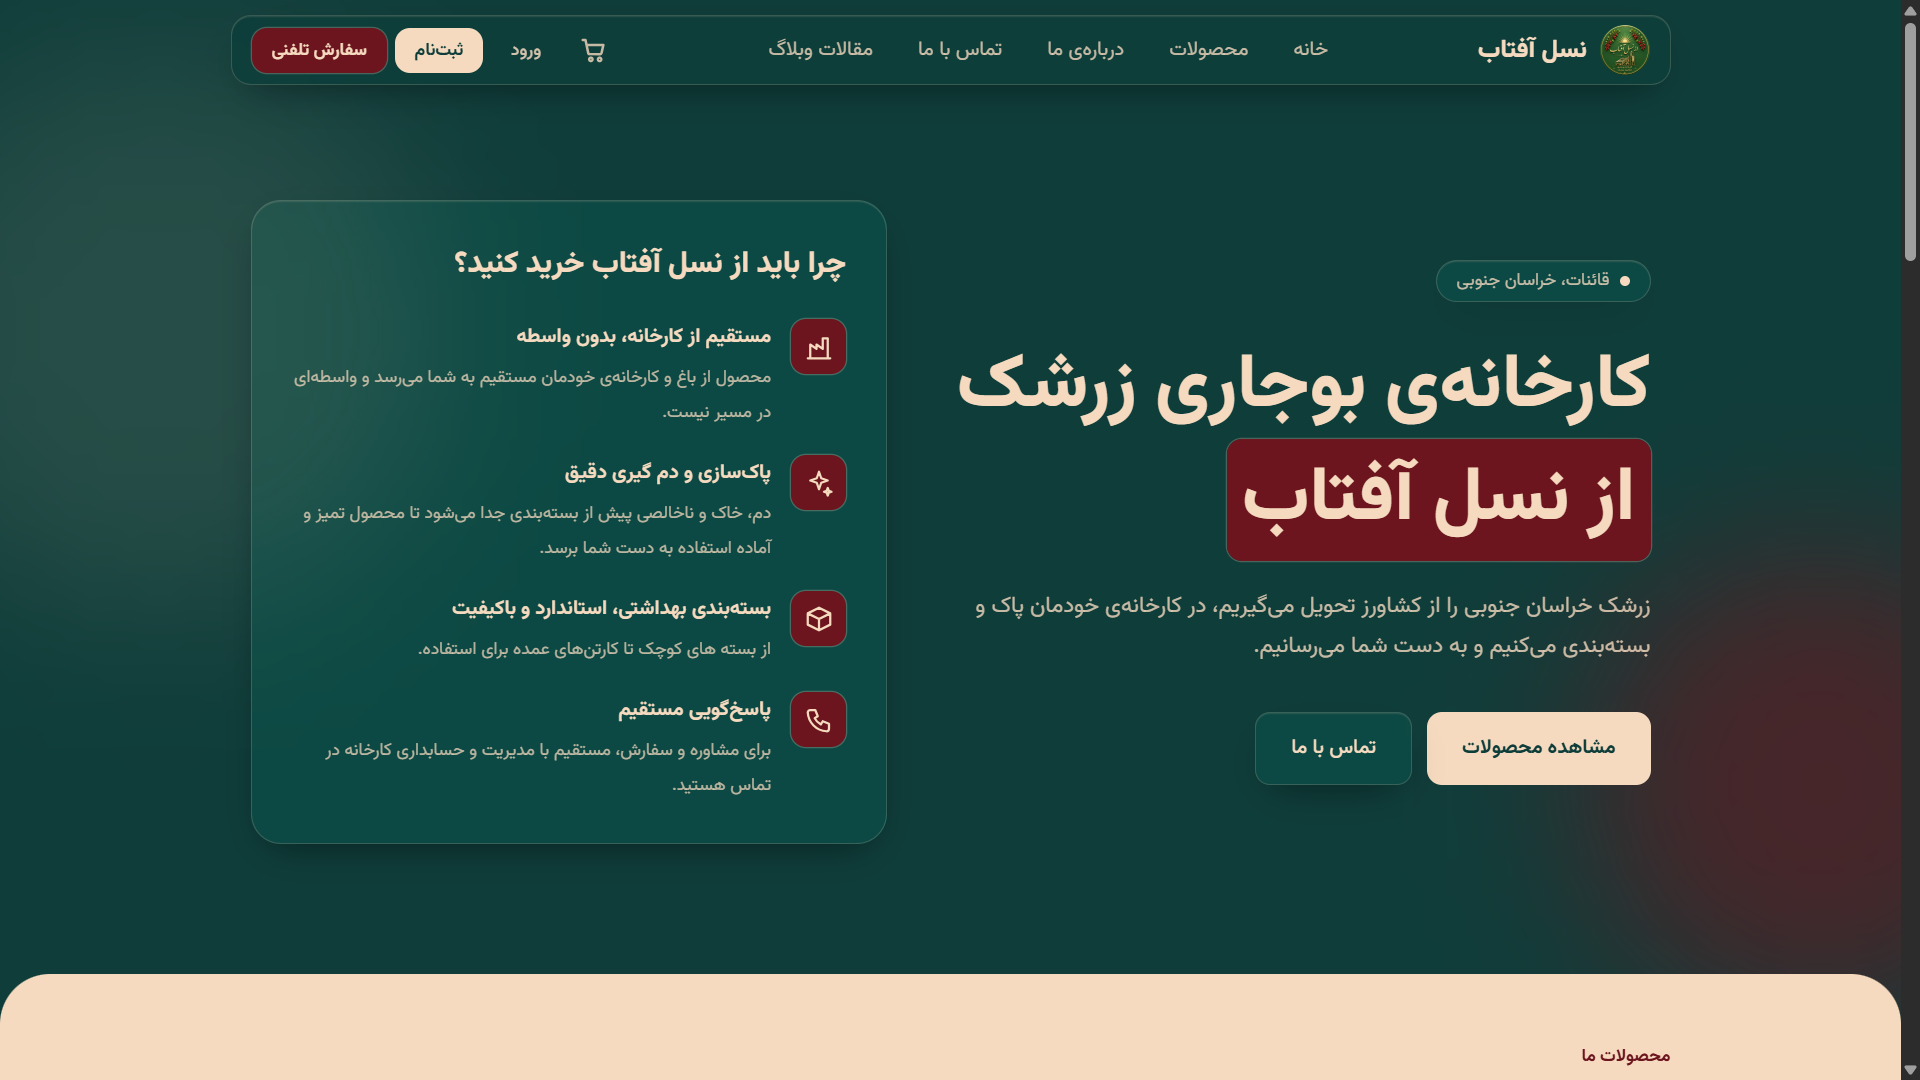 نسل آفتاب
خانه
محصولات
درباره‌ی ما
تماس با ما
مقالات وبلاگ
ورود
ثبت‌نام
سفارش تلفنی
قائنات، خراسان جنوبی
کارخانه‌ی بوجاری زرشک
از نسل آفتاب
زرشک خراسان جنوبی را از کشاورز تحویل می‌گیریم، در کارخانه‌ی خودمان پاک و
بسته‌بندی می‌کنیم و به دست شما می‌رسانیم.
مشاهده محصولات
تماس با ما
چرا باید از نسل آفتاب خرید کنید؟
مستقیم از کارخانه، بدون واسطه
محصول از باغ و کارخانه‌ی خودمان مستقیم به شما می‌رسد و واسطه‌ای
در مسیر نیست.
پاک‌سازی و دم گیری دقیق
دم، خاک و ناخالصی پیش از بسته‌بندی جدا می‌شود تا محصول تمیز و
آماده استفاده به دست شما برسد.
بسته‌بندی بهداشتی، استاندارد و باکیفیت
از بسته های کوچک تا کارتن‌های عمده برای استفاده.
پاسخ‌گویی مستقیم
برای مشاوره و سفارش، مستقیم با مدیریت و حسابداری کارخانه در
تماس هستید.
محصولات ما